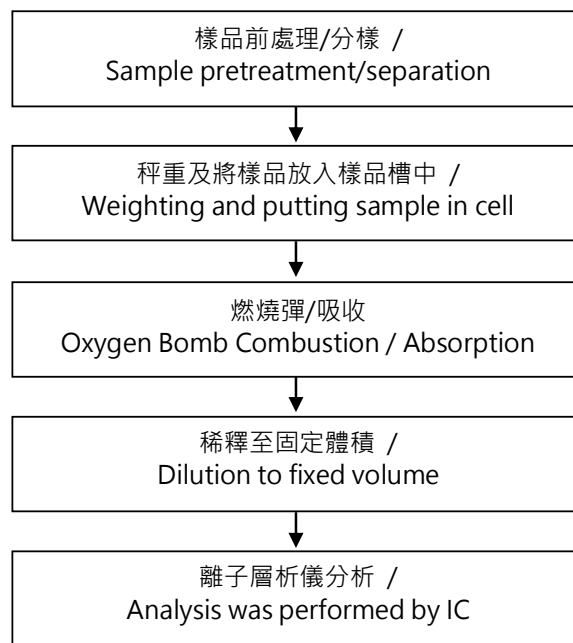 樣品前處理/分樣 /
Sample pretreatment/separation
秤重及將樣品放入樣品槽中 /
Weighting and putting sample in cell
燃燒彈/吸收
Oxygen Bomb Combustion / Absorption
稀釋至固定體積 /
Dilution to fixed volume
離子層析儀分析 /
Analysis was performed by IC